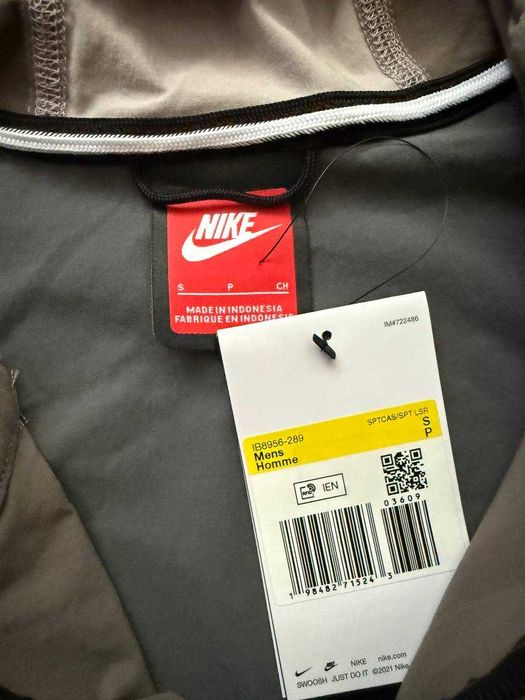 NIKE
S P CH
MADE IN INDONESIA
FABRIQUE EN INDONESIE
IM#722486
SPTCAS/SPT LSR
IB8956-289
S
Mens
P
Homme
RFID
IEN
03609
1 98482 71524 3
NIKE nike.com
SWOOSH JUST DO IT ©2021 Nike